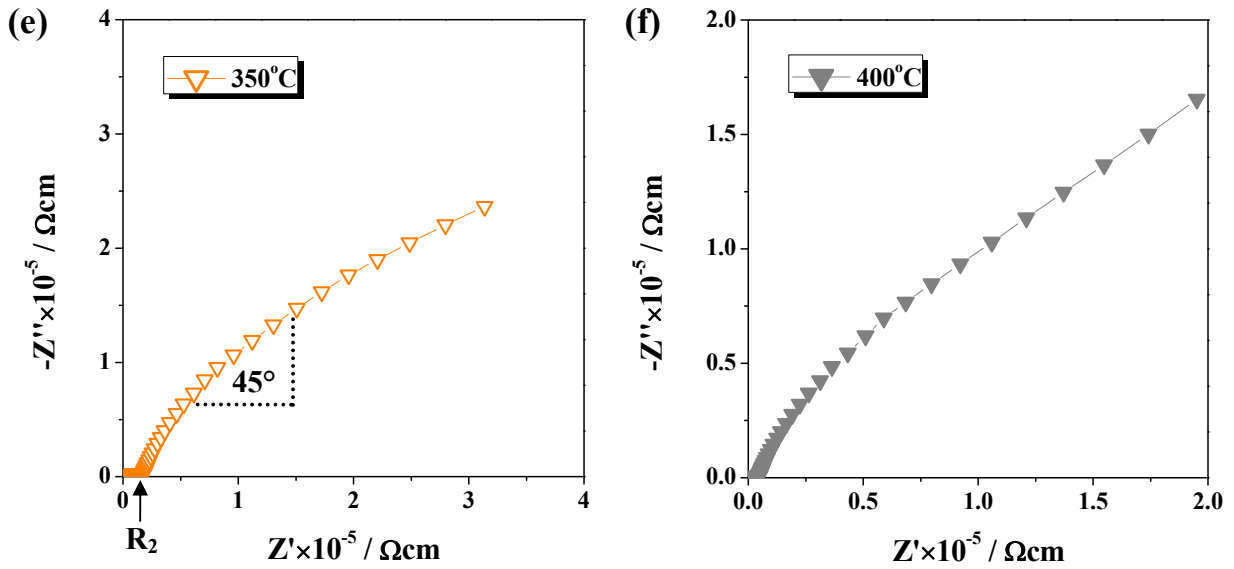 (e)
4
3
2
1
0
-Z''×10⁻⁵ / Ωcm
350°C
45°
0 1 2 3 4
R₂
Z'×10⁻⁵ / Ωcm
(f)
2.0
1.5
1.0
0.5
0.0
-Z''×10⁻⁵ / Ωcm
400°C
0.0 0.5 1.0 1.5 2.0
Z'×10⁻⁵ / Ωcm